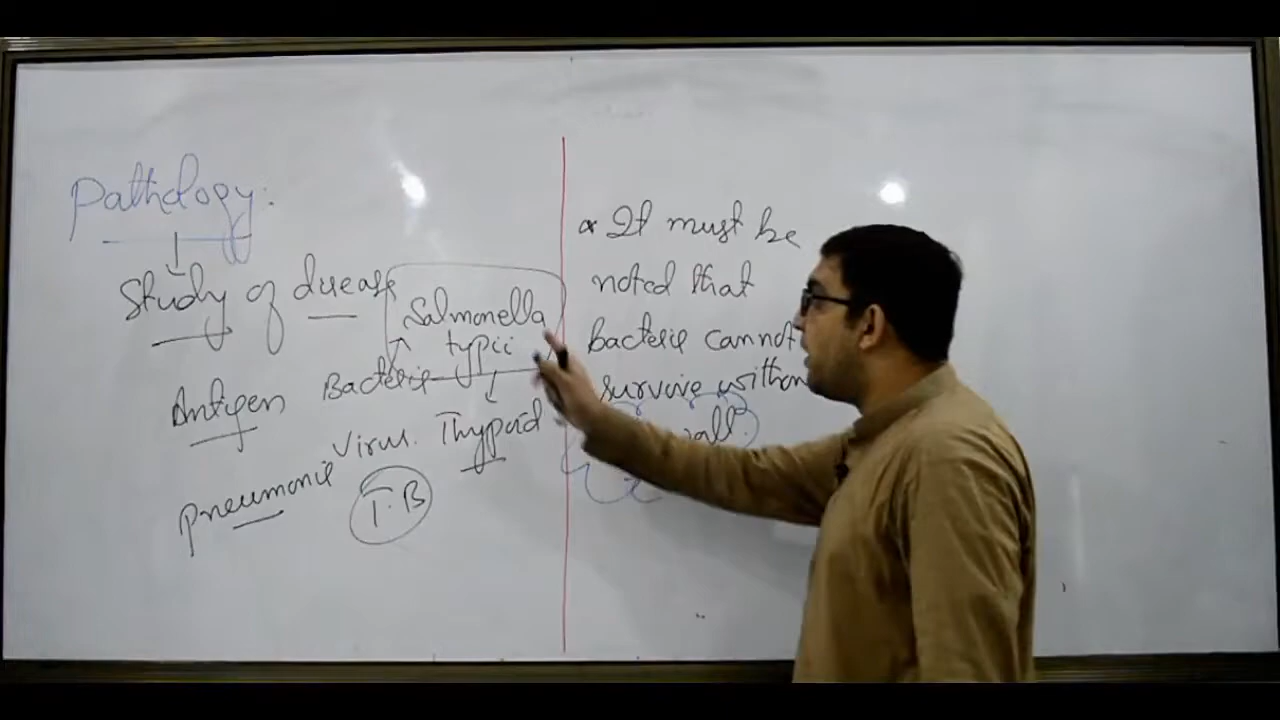 Pathology:
Study of disease
Salmonella
typii
Antigen Bacteria
Virus. Thypoid
pneumonia
T.B
* It must be
noted that
Bacteria cannot
survive without
wall